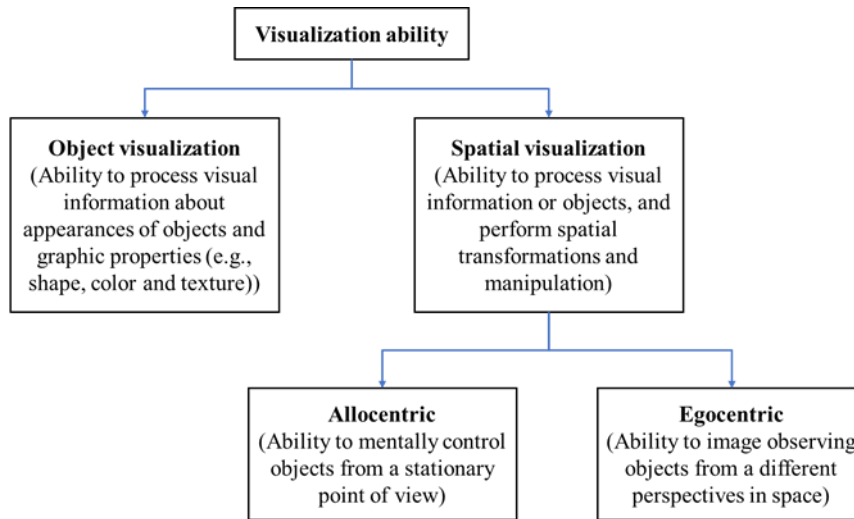 Visualization ability
Object visualization
(Ability to process visual
information about
appearances of objects and
graphic properties (e.g.,
shape, color and texture))
Spatial visualization
(Ability to process visual
information or objects, and
perform spatial
transformations and
manipulation)
Allocentric
(Ability to mentally control
objects from a stationary
point of view)
Egocentric
(Ability to image observing
objects from a different
perspectives in space)